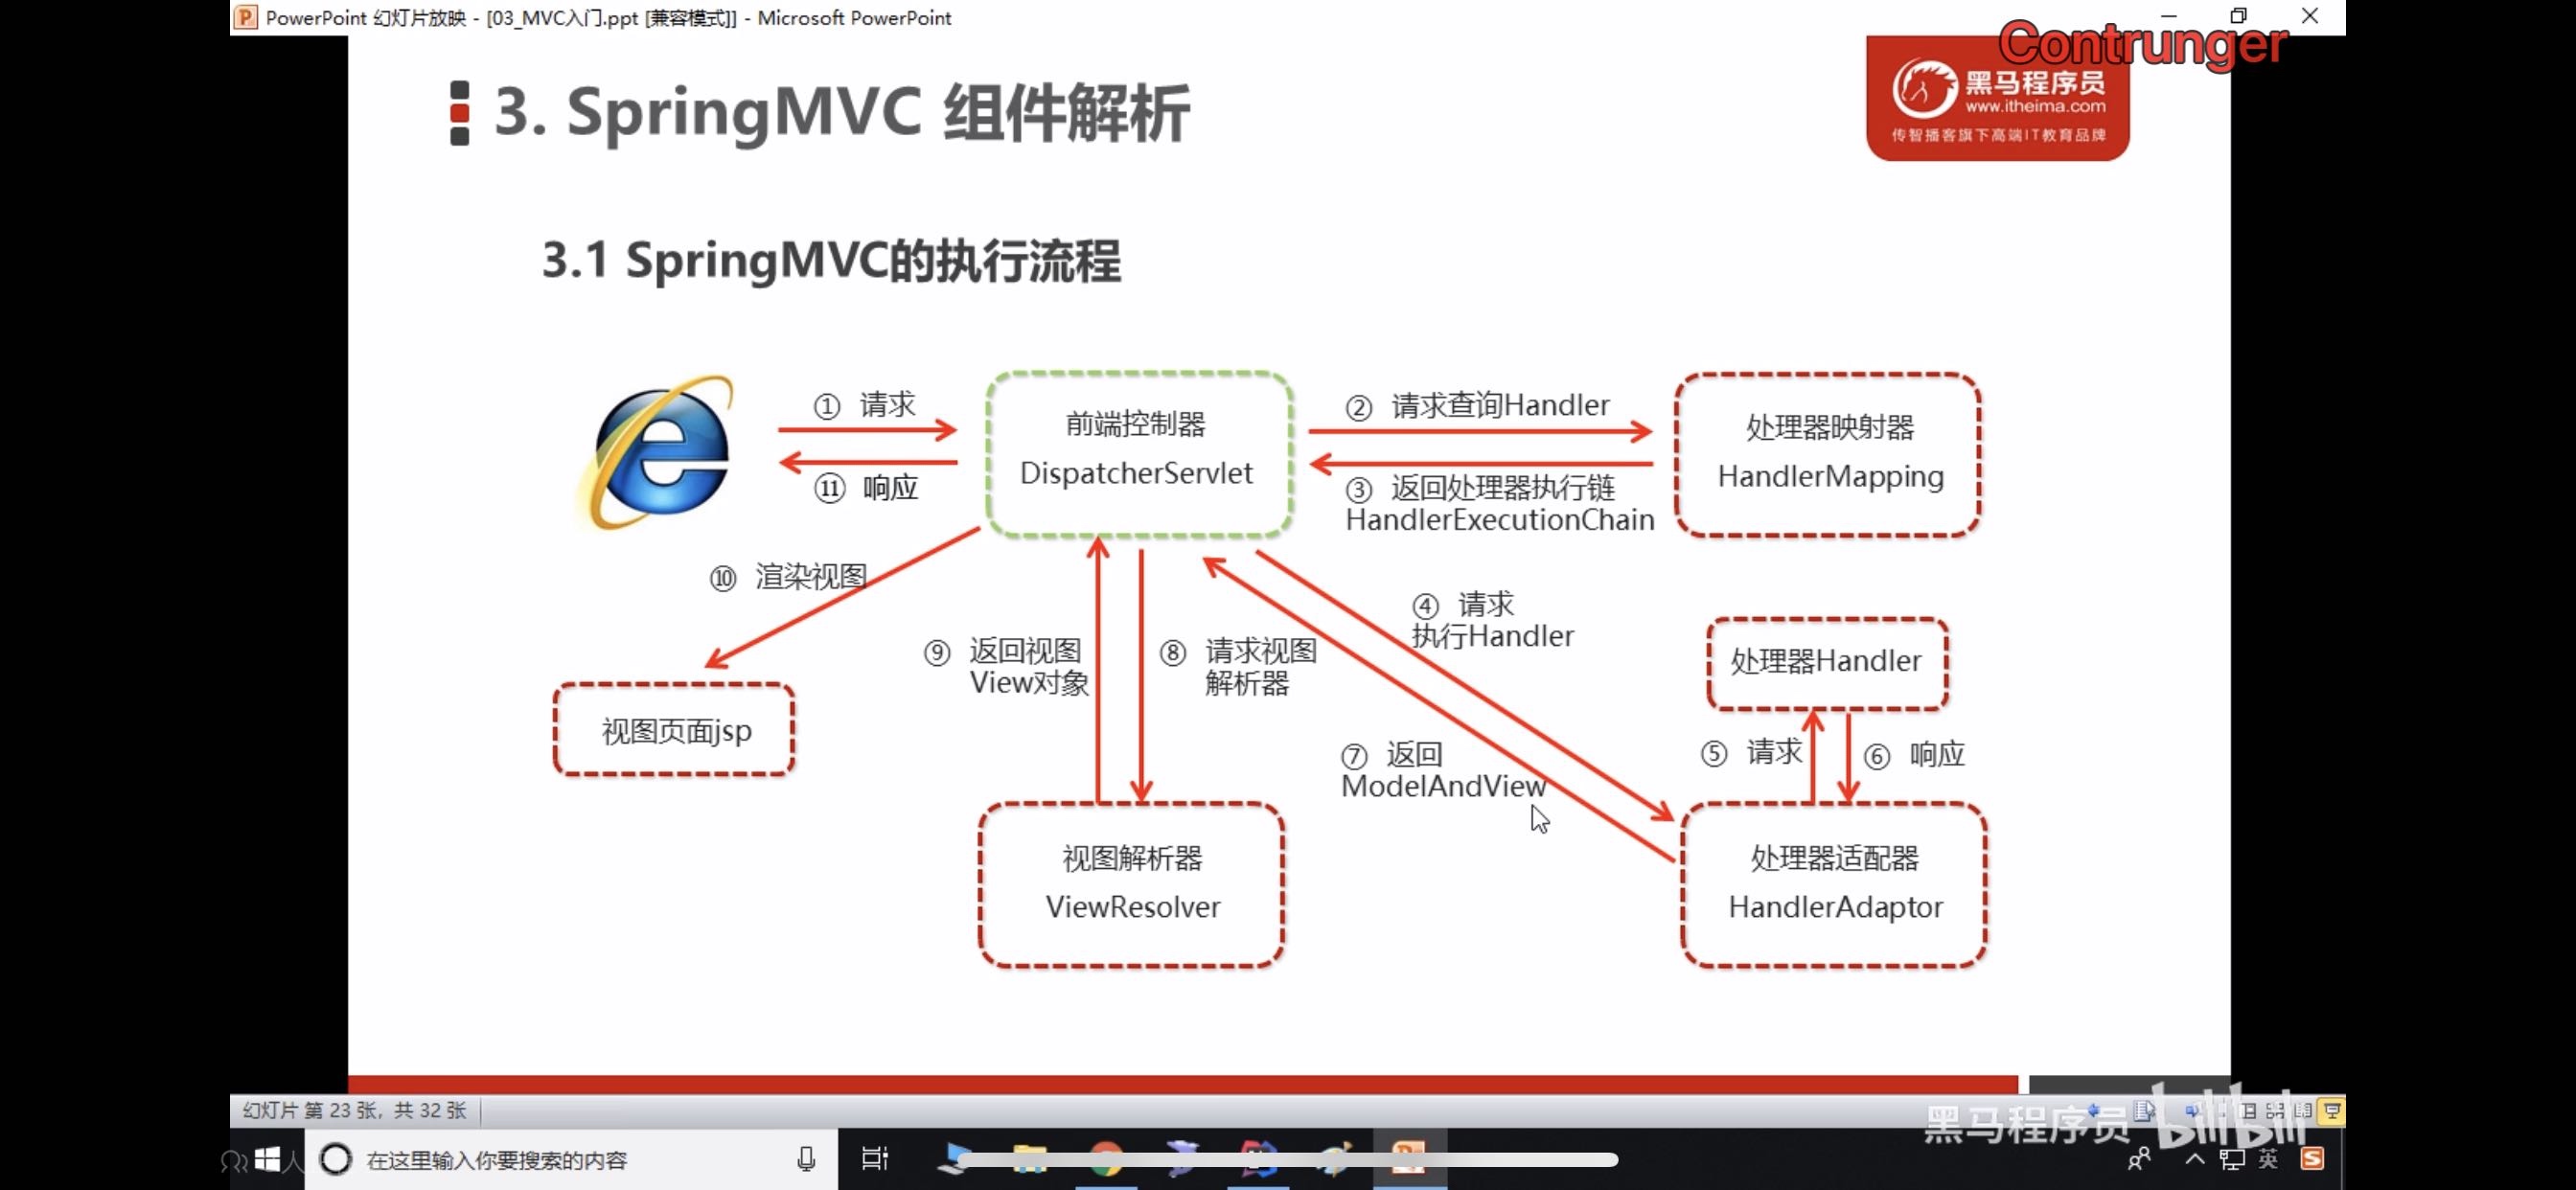 PowerPoint 幻灯片放映 - [03_MVC入门.ppt [兼容模式]] - Microsoft PowerPoint
Contrunger
黑马程序员
www.itheima.com
传智播客旗下高端IT教育品牌
3. SpringMVC 组件解析
3.1 SpringMVC的执行流程
① 请求
⑪ 响应
前端控制器
DispatcherServlet
② 请求查询Handler
③ 返回处理器执行链
HandlerExecutionChain
处理器映射器
HandlerMapping
⑩ 渲染视图
视图页面jsp
⑨ 返回视图
View对象
⑧ 请求视图
解析器
④ 请求
执行Handler
⑦ 返回
ModelAndView
处理器Handler
⑤ 请求
⑥ 响应
视图解析器
ViewResolver
处理器适配器
HandlerAdaptor
幻灯片 第 23 张，共 32 张
黑马程序员 bilibili
在这里输入你要搜索的内容
英